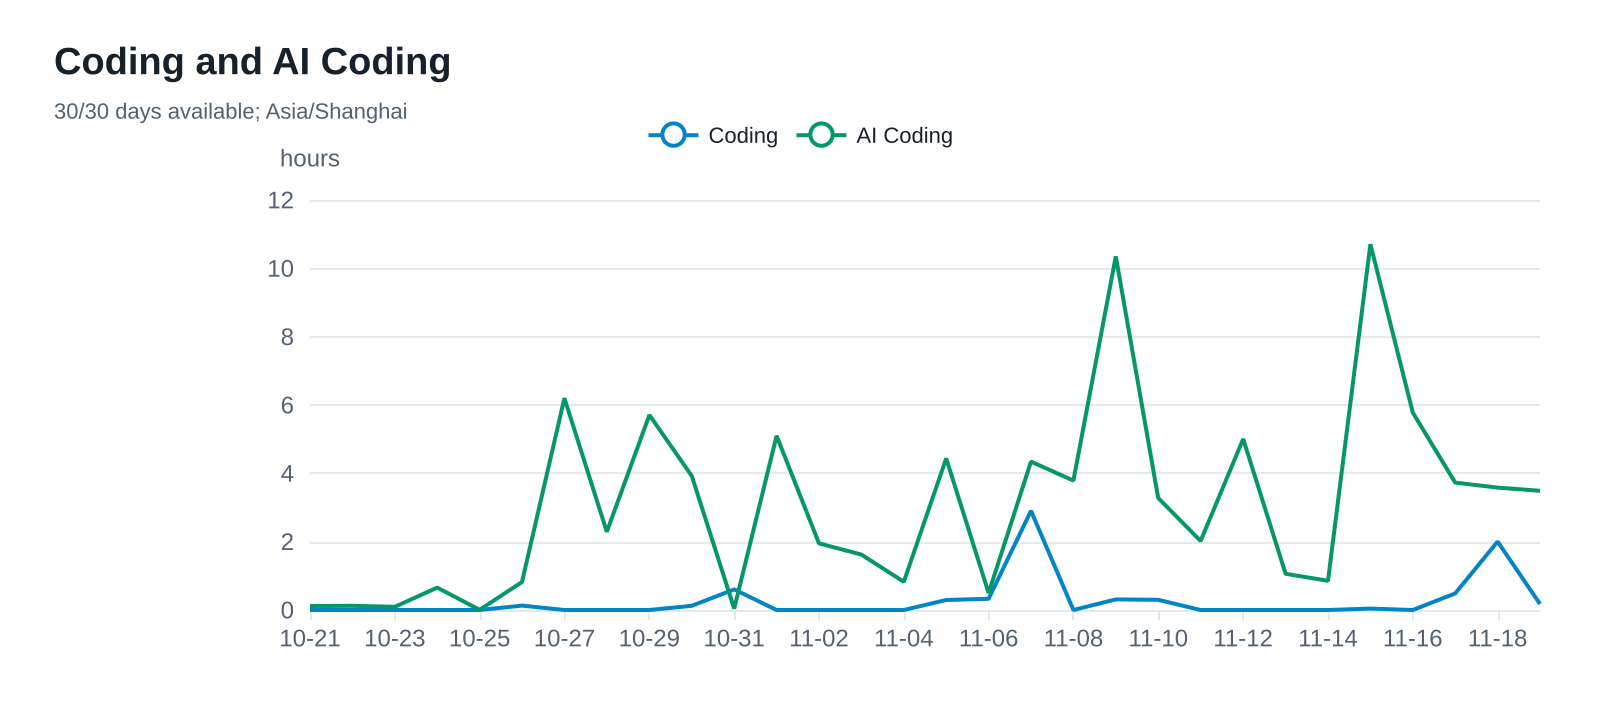 Coding and AI Coding
30/30 days available; Asia/Shanghai
Coding AI Coding
hours
12
10
8
6
4
2
0
10-21 10-23 10-25 10-27 10-29 10-31 11-02 11-04 11-06 11-08 11-10 11-12 11-14 11-16 11-18